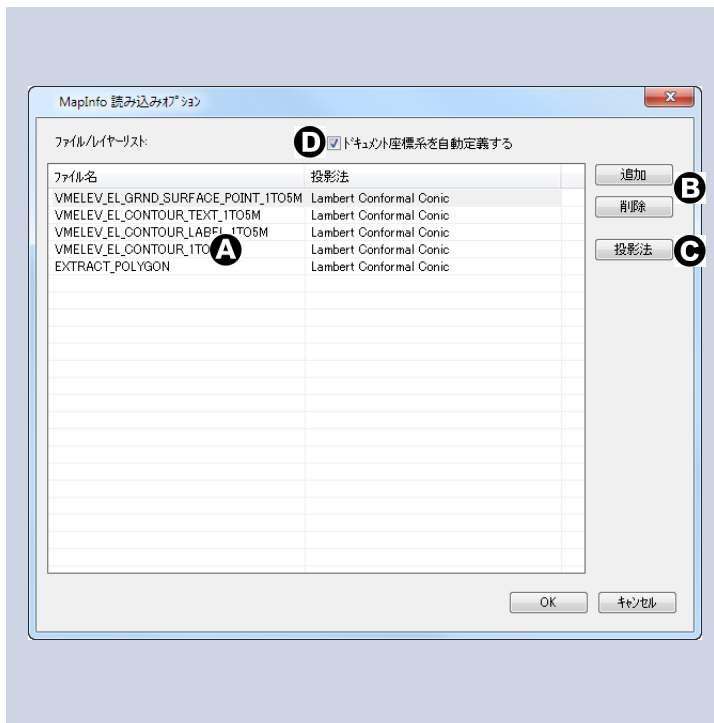 MapInfo 読み込みｵﾌﾟｼｮﾝ
ﾌｧｲﾙ/ﾚｲﾔｰﾘｽﾄ:
D ﾄﾞｷｭﾒﾝﾄ座標系を自動定義する
ﾌｧｲﾙ名 投影法
追加
B
VMELEV_EL_GRND_SURFACE_POINT_1TO5M Lambert Conformal Conic
削除
VMELEV_EL_CONTOUR_TEXT_1TO5M Lambert Conformal Conic
VMELEV_EL_CONTOUR_LABEL_1TO5M Lambert Conformal Conic
VMELEV_EL_CONTOUR_1TO A Lambert Conformal Conic
投影法 C
EXTRACT_POLYGON Lambert Conformal Conic
OK ｷｬﾝｾﾙ